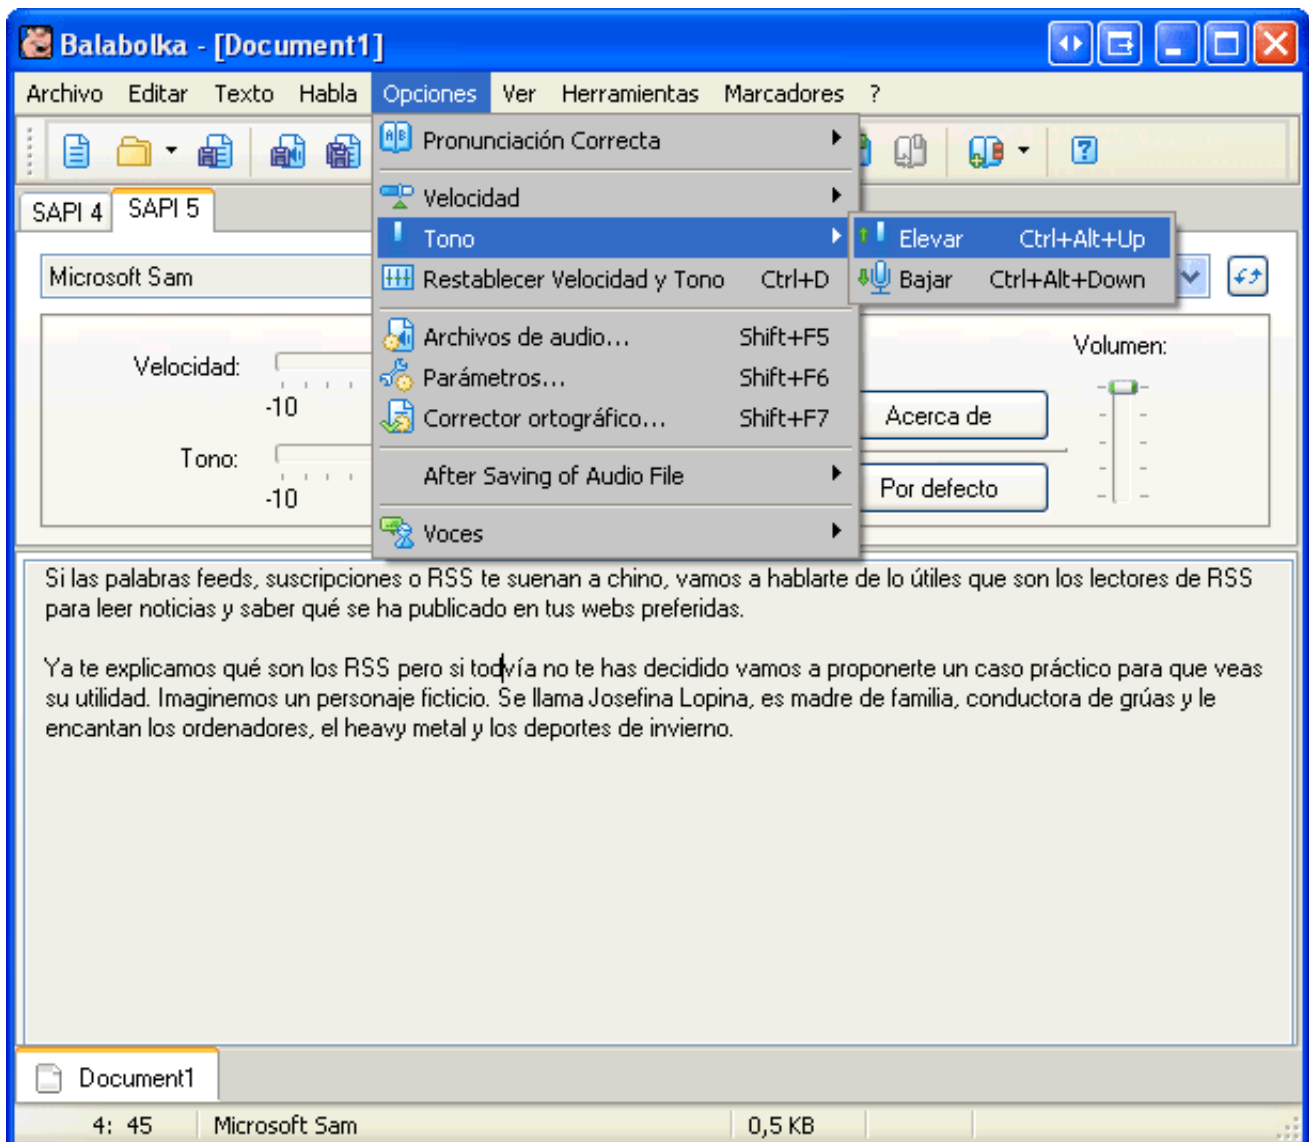 Balabolka - [Document1]
Archivo Editar Texto Habla Opciones Ver Herramientas Marcadores ?
Pronunciación Correcta
SAPI 4 SAPI 5
Velocidad
Tono
Elevar Ctrl+Alt+Up
Microsoft Sam
Restablecer Velocidad y Tono Ctrl+D
Bajar Ctrl+Alt+Down
Archivos de audio... Shift+F5
Parámetros... Shift+F6
Corrector ortográfico... Shift+F7
After Saving of Audio File
Voces
Velocidad:
-10
Tono:
-10
Volumen:
Acerca de
Por defecto
Si las palabras feeds, suscripciones o RSS te suenan a chino, vamos a hablarte de lo útiles que son los lectores de RSS
para leer noticias y saber qué se ha publicado en tus webs preferidas.
Ya te explicamos qué son los RSS pero si todvía no te has decidido vamos a proponerte un caso práctico para que veas
su utilidad. Imaginemos un personaje ficticio. Se llama Josefina Lopina, es madre de familia, conductora de grúas y le
encantan los ordenadores, el heavy metal y los deportes de invierno.
Document1
4: 45 Microsoft Sam 0,5 KB